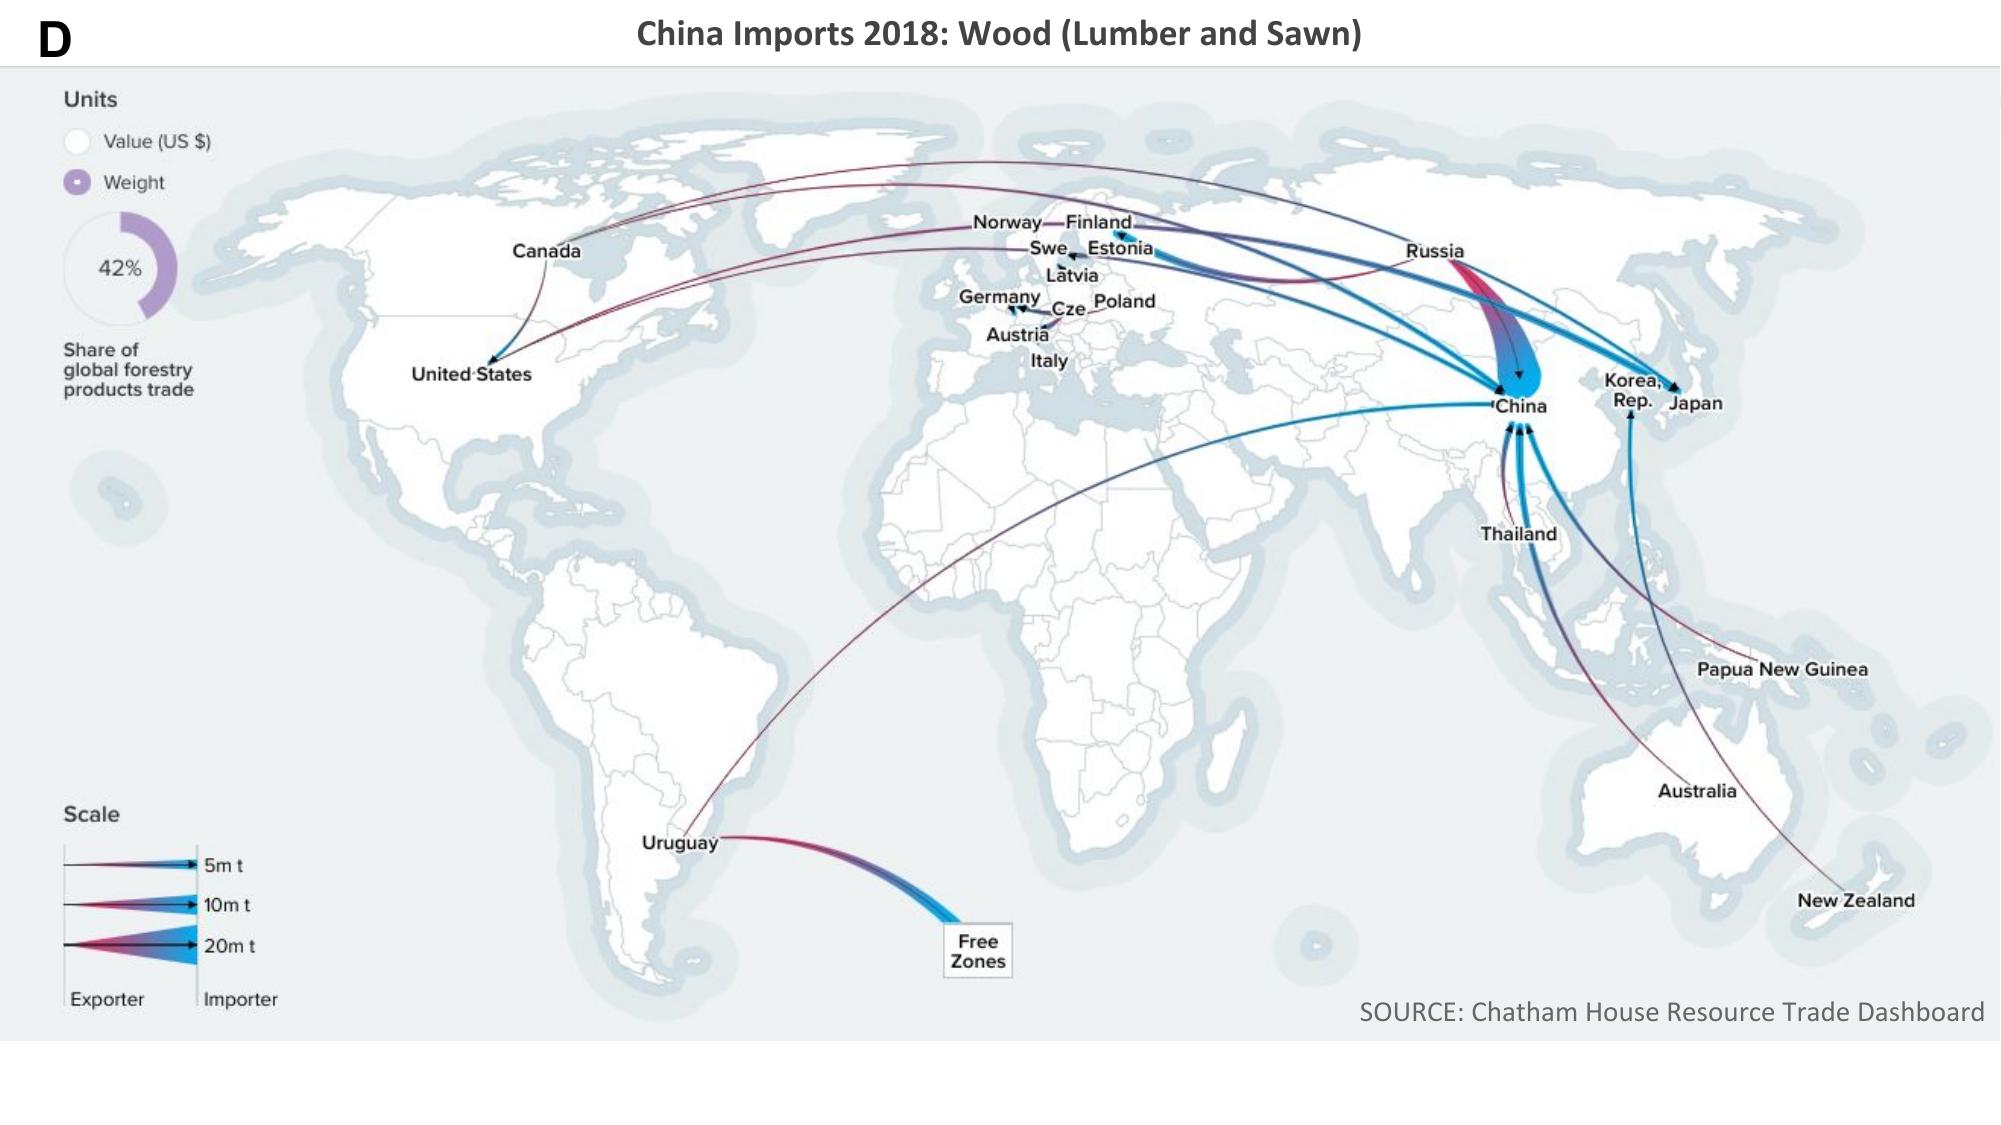 D
China Imports 2018: Wood (Lumber and Sawn)
Units
Value (US $)
Weight
42%
Share of
global forestry
products trade
Canada
United States
Norway
Finland
Swe
Estonia
Latvia
Germany
Cze
Poland
Austria
Italy
Russia
China
Korea,
Rep.
Japan
Thailand
Papua New Guinea
Australia
New Zealand
Uruguay
Free
Zones
Scale
5m t
10m t
20m t
Exporter
Importer
SOURCE: Chatham House Resource Trade Dashboard